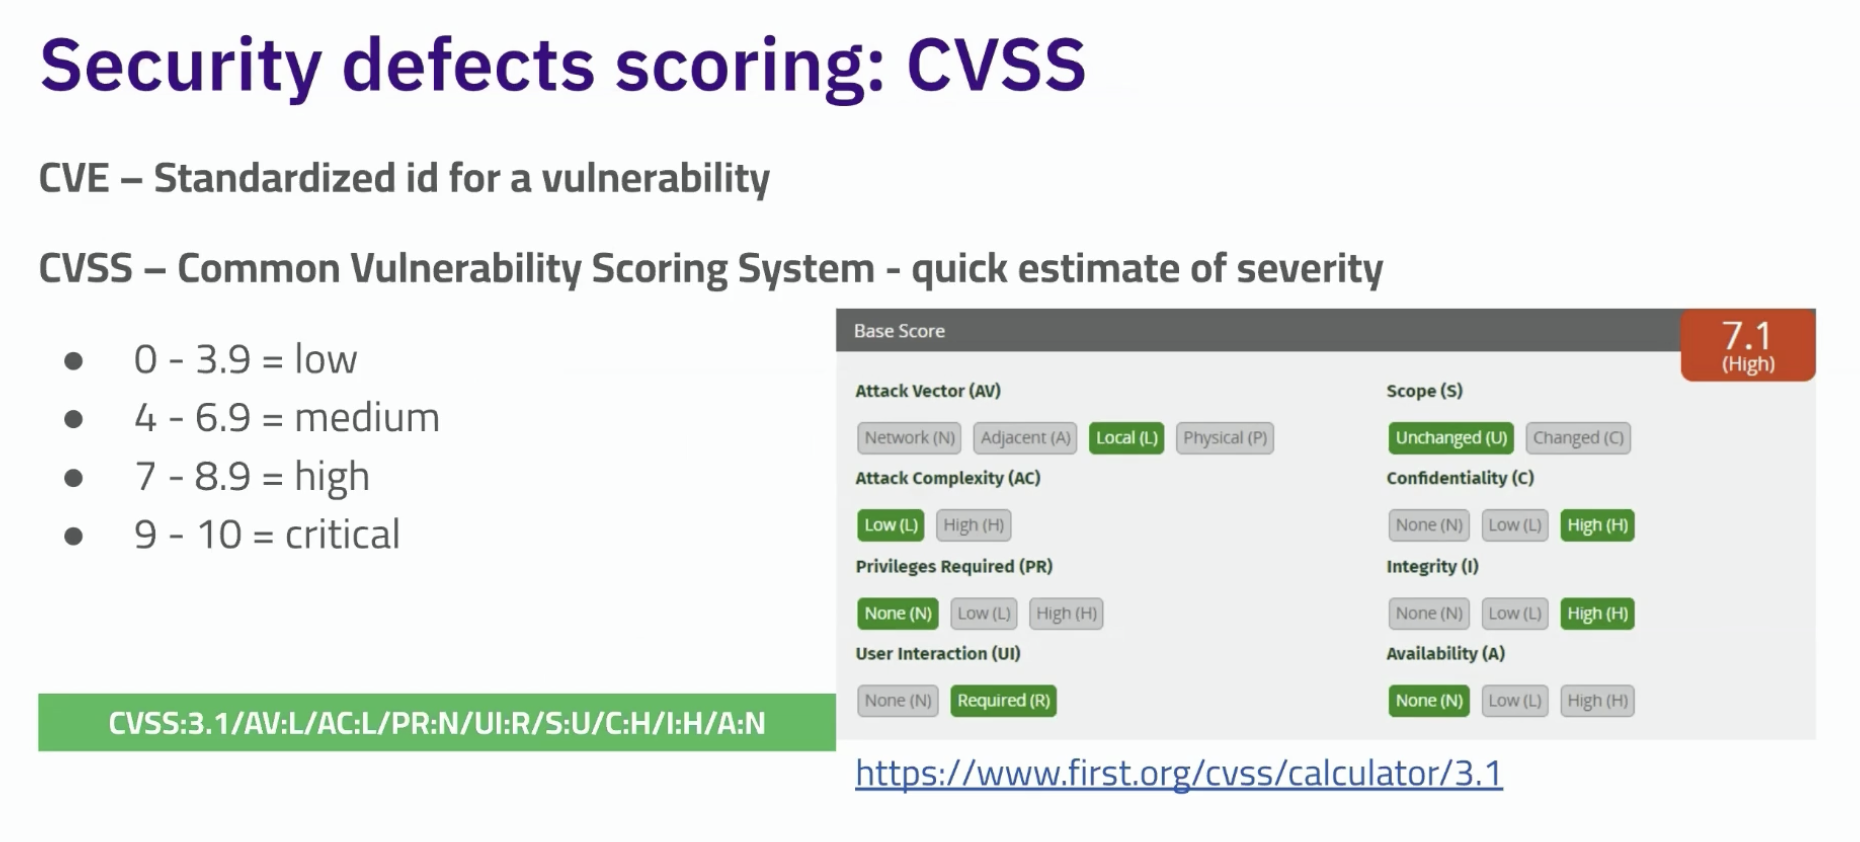 Security defects scoring: CVSS
CVE – Standardized id for a vulnerability
CVSS – Common Vulnerability Scoring System - quick estimate of severity
● 0 - 3.9 = low
● 4 - 6.9 = medium
● 7 - 8.9 = high
● 9 - 10 = critical
CVSS:3.1/AV:L/AC:L/PR:N/UI:R/S:U/C:H/I:H/A:N
Base Score
7.1
(High)
Attack Vector (AV)
Network (N) Adjacent (A) Local (L) Physical (P)
Attack Complexity (AC)
Low (L) High (H)
Privileges Required (PR)
None (N) Low (L) High (H)
User Interaction (UI)
None (N) Required (R)
Scope (S)
Unchanged (U) Changed (C)
Confidentiality (C)
None (N) Low (L) High (H)
Integrity (I)
None (N) Low (L) High (H)
Availability (A)
None (N) Low (L) High (H)
https://www.first.org/cvss/calculator/3.1